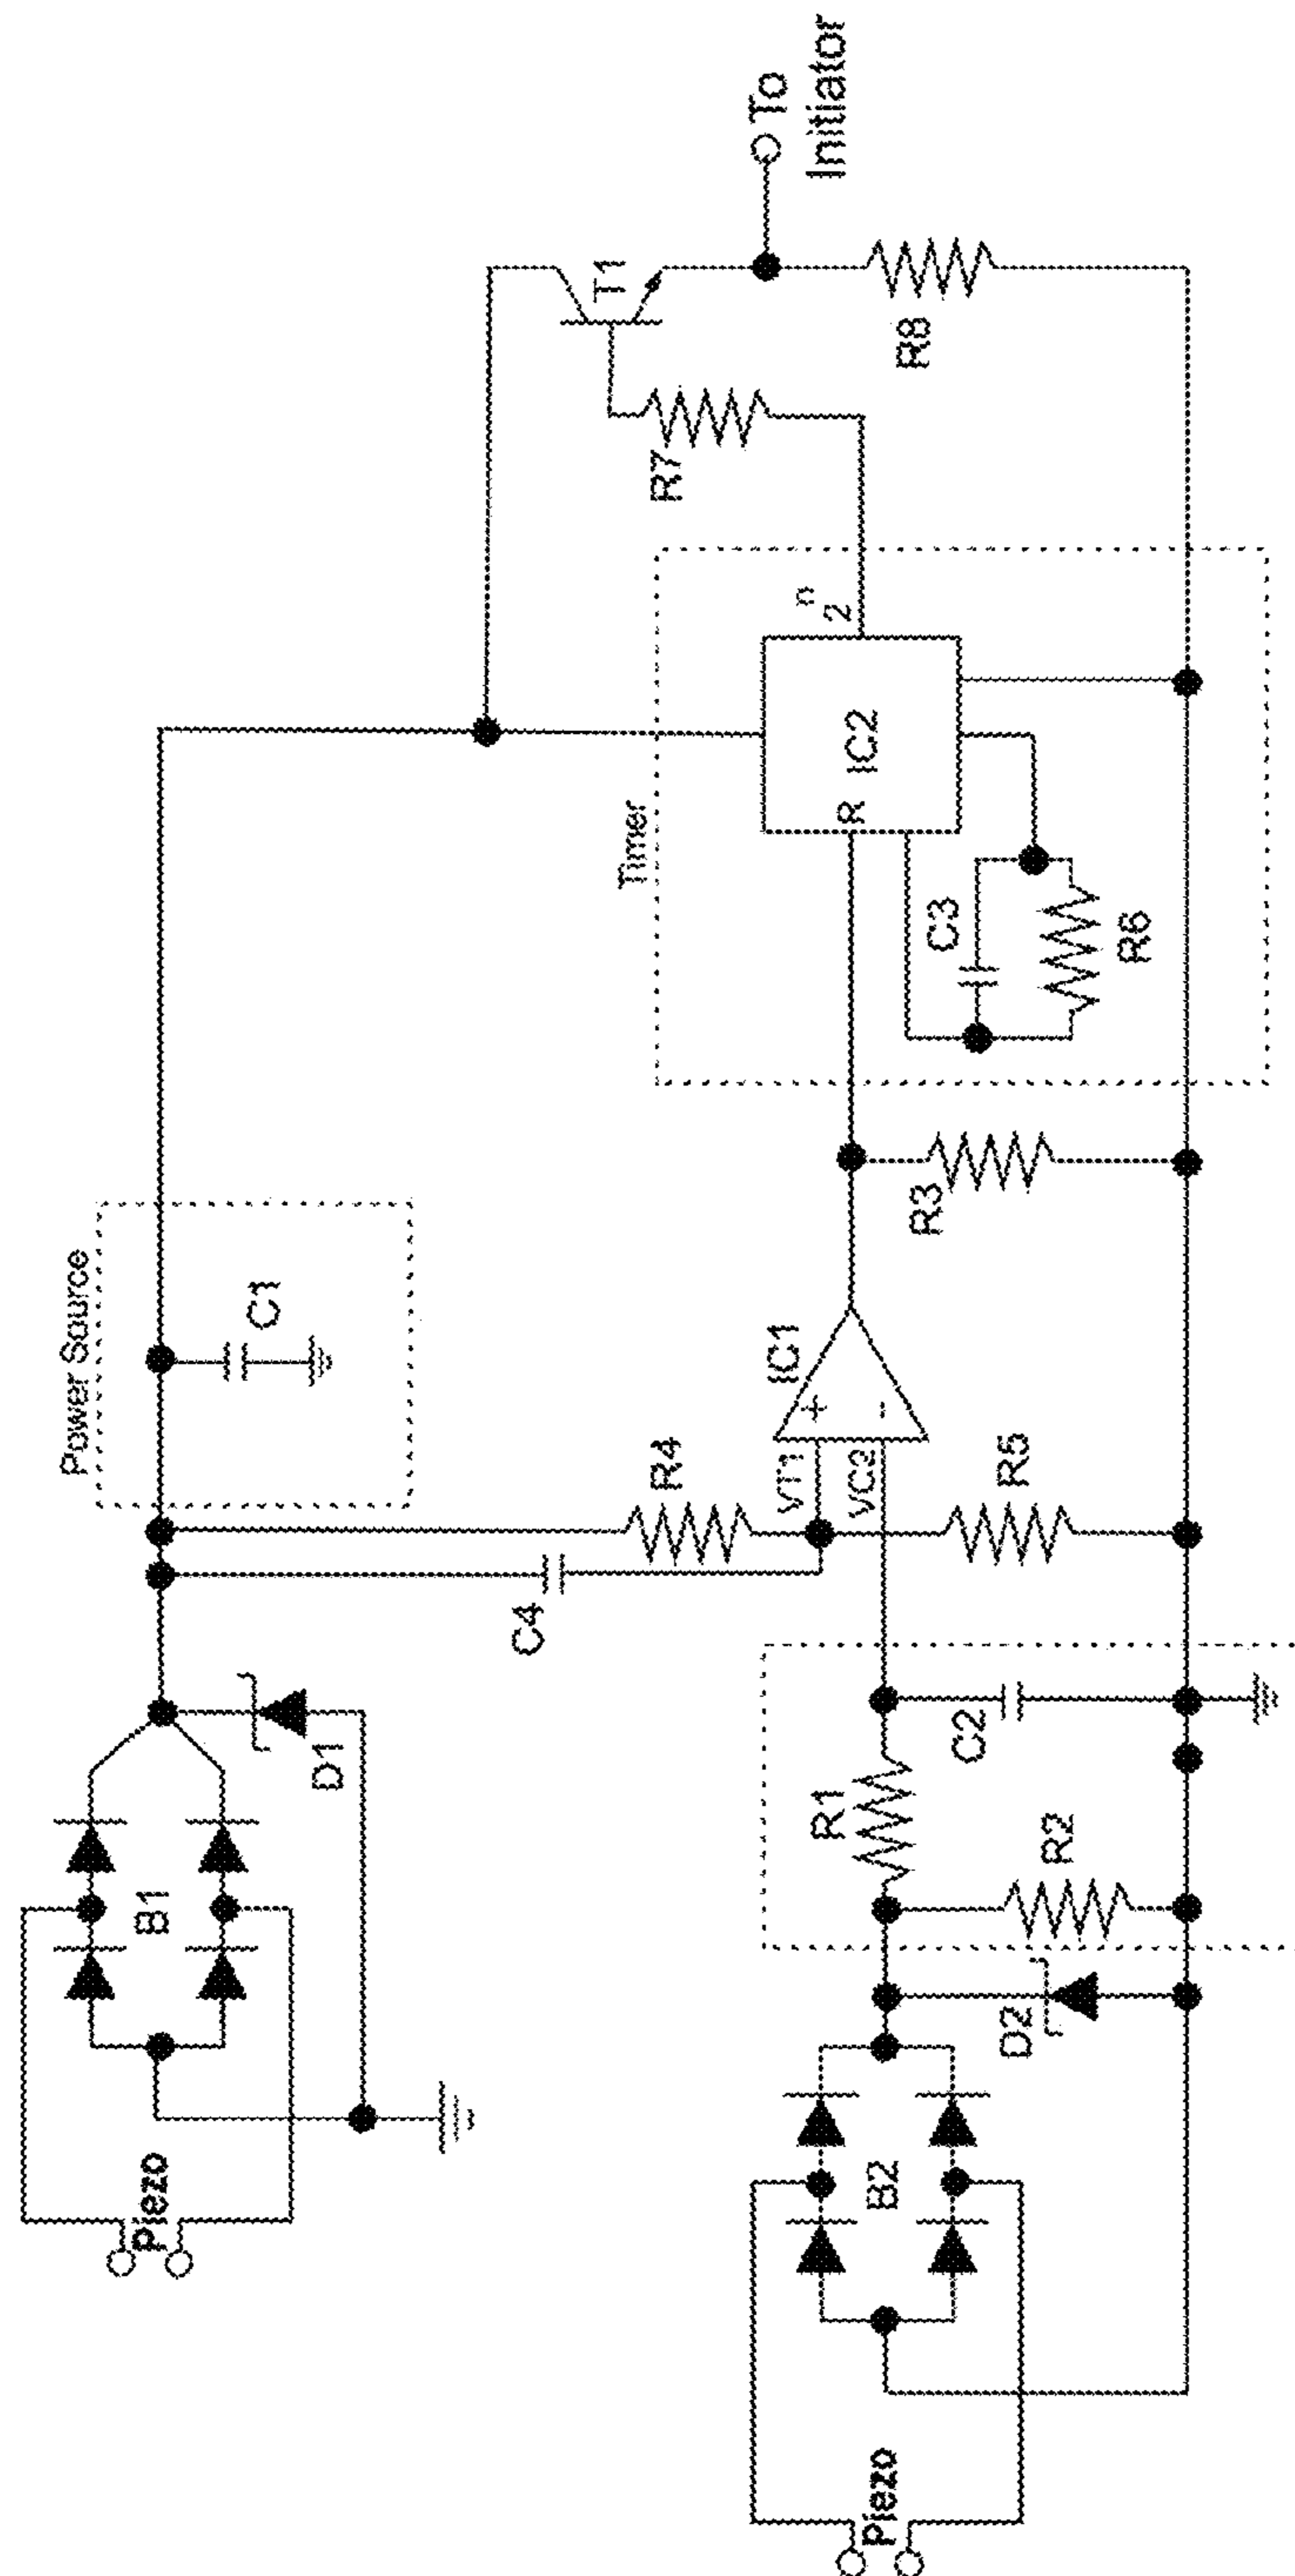 Piezo
B1
D1
Power Source
C1
C4
R4
VT1
VC2
IC1
+
-
R5
Timer
R
IC2
2
n
C3
R6
R3
R7
T1
R8
To
Initiator
Piezo
B2
D2
R1
R2
C2